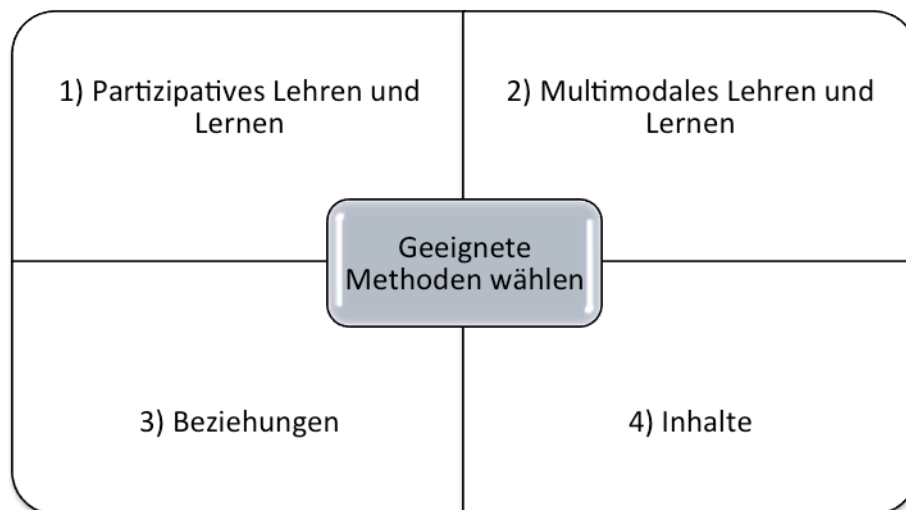 1) Partizipatives Lehren und
Lernen
2) Multimodales Lehren und
Lernen
Geeignete
Methoden wählen
3) Beziehungen
4) Inhalte